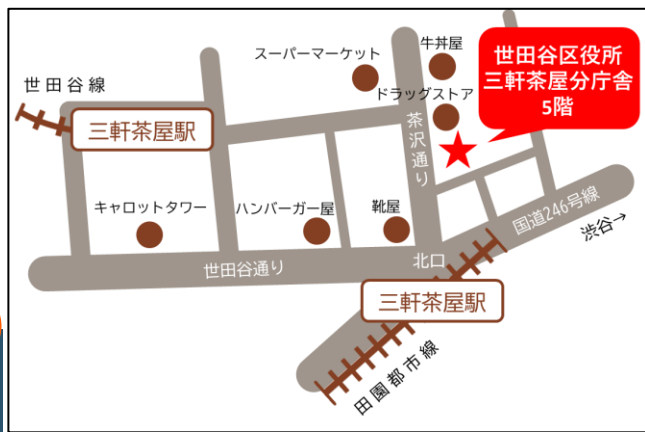 牛丼屋
スーパーマーケット
世田谷区役所
三軒茶屋分庁舎
5階
世田谷線
ドラッグストア
三軒茶屋駅
茶沢通り
キャロットタワー
ハンバーガー屋
靴屋
国道246号線
渋谷→
世田谷通り
北口
三軒茶屋駅
田園都市線